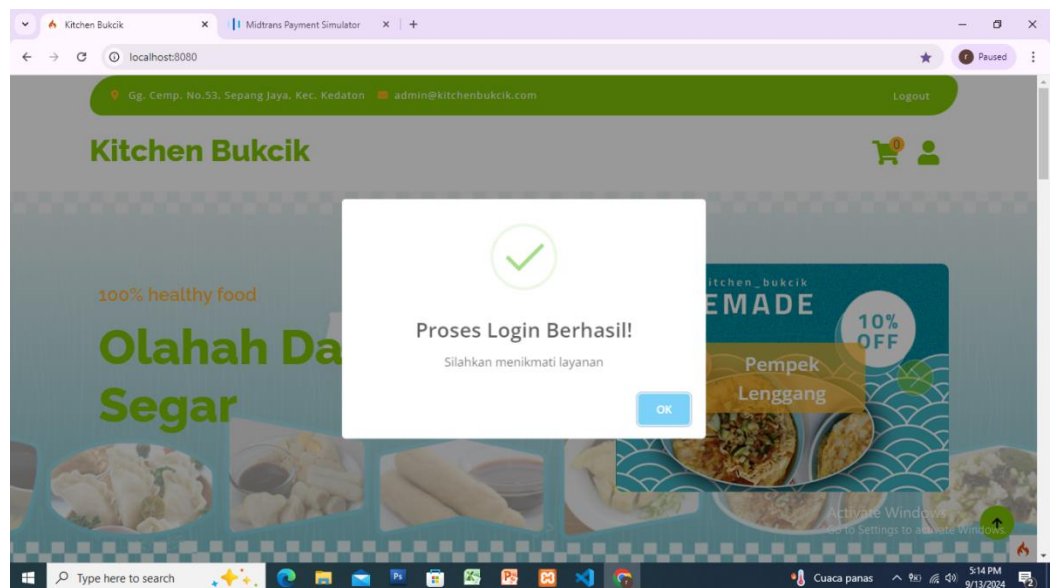 Kitchen Bukcik
Midtrans Payment Simulator
localhost:8080
Paused
Gg. Cemp. No.53, Sepang Jaya, Kec. Kedaton
admin@kitchenbukcik.com
Logout
Kitchen Bukcik
0
100% healthy food
Olahah Da
Segar
Proses Login Berhasil!
Silahkan menikmati layanan
OK
itchen_bukcik
EMADE
10%
OFF
Pempek
Lenggang
Activate Windows
Go to Settings to activate Windows.
Type here to search
Cuaca panas
5:14 PM
9/13/2024
2